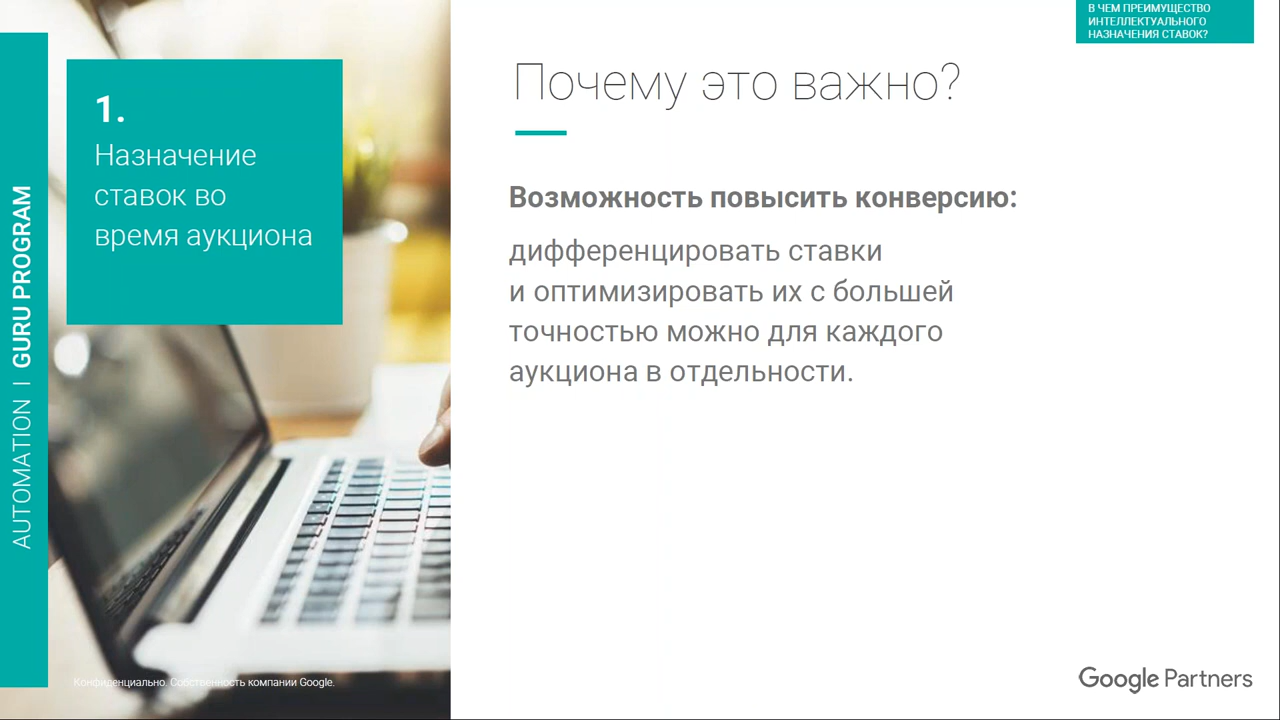 В ЧЕМ ПРЕИМУЩЕСТВО
ИНТЕЛЛЕКТУАЛЬНОГО
НАЗНАЧЕНИЯ СТАВОК?
AUTOMATION | GURU PROGRAM
1.
Назначение
ставок во
время аукциона
Почему это важно?
Возможность повысить конверсию:
дифференцировать ставки
и оптимизировать их с большей
точностью можно для каждого
аукциона в отдельности.
Конфиденциально. Собственность компании Google.
Google Partners